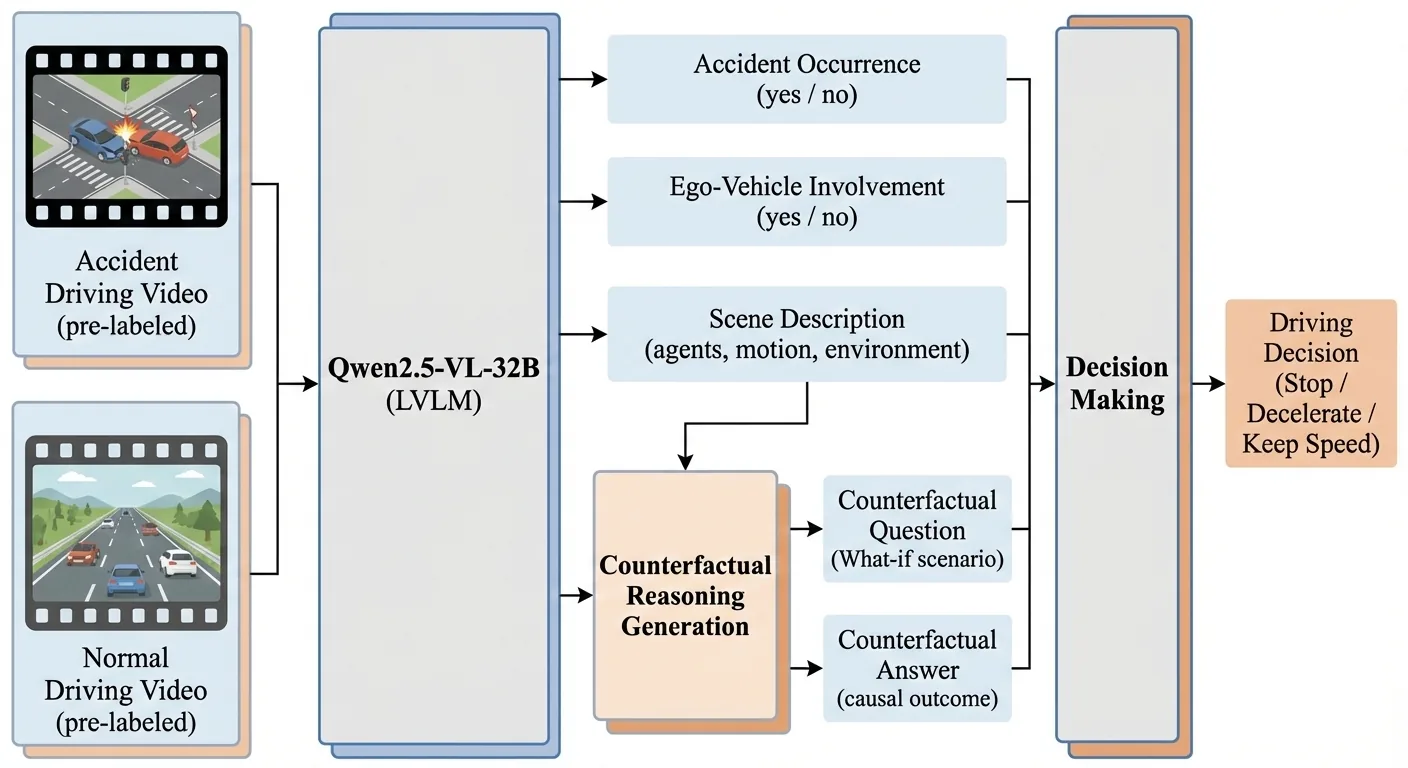 Accident
Driving Video
(pre-labeled)
Normal
Driving Video
(pre-labeled)
Qwen2.5-VL-32B
(LVLM)
Accident Occurrence
(yes / no)
Ego-Vehicle Involvement
(yes / no)
Scene Description
(agents, motion, environment)
Counterfactual
Reasoning
Generation
Counterfactual
Question
(What-if scenario)
Counterfactual
Answer
(causal outcome)
Decision
Making
Driving
Decision
(Stop /
Decelerate /
Keep Speed)